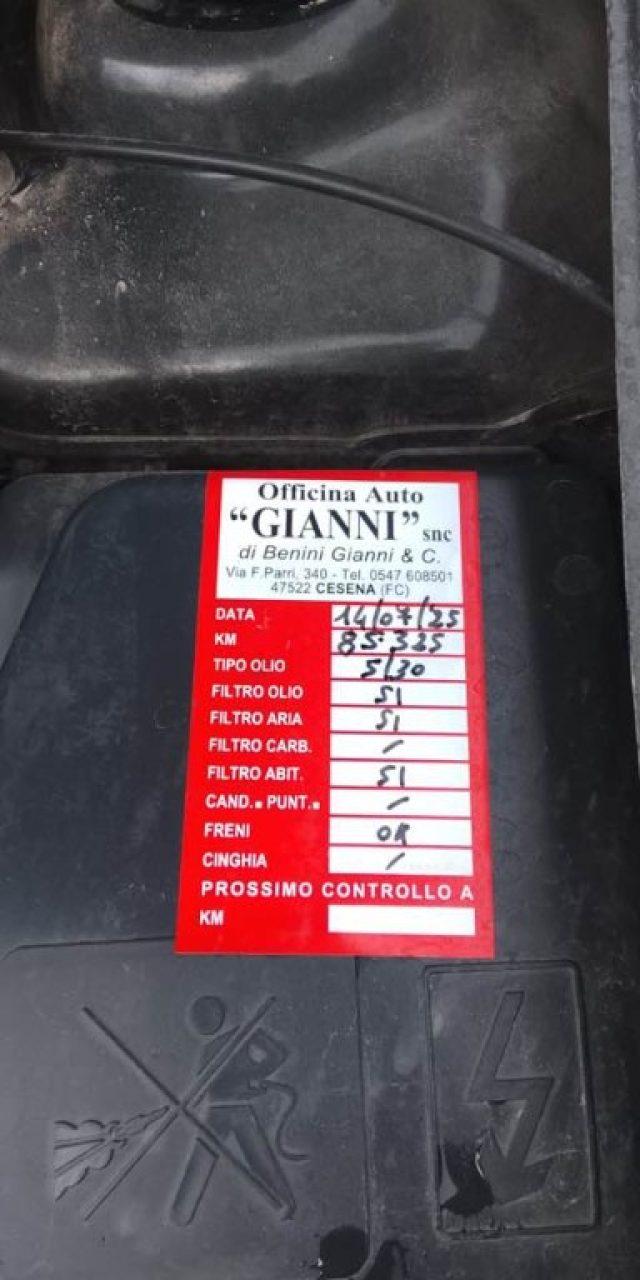 Officina Auto
"GIANNI" snc
di Benini Gianni & C.
Via F.Parri, 340 - Tel. 0547 608501
47522 CESENA (FC)
DATA 14/07/25
KM 85.325
TIPO OLIO 5/30
FILTRO OLIO SI
FILTRO ARIA SI
FILTRO CARB. /
FILTRO ABIT. SI
CAND.■ PUNT.■ /
FRENI OK
CINGHIA /
PROSSIMO CONTROLLO A
KM